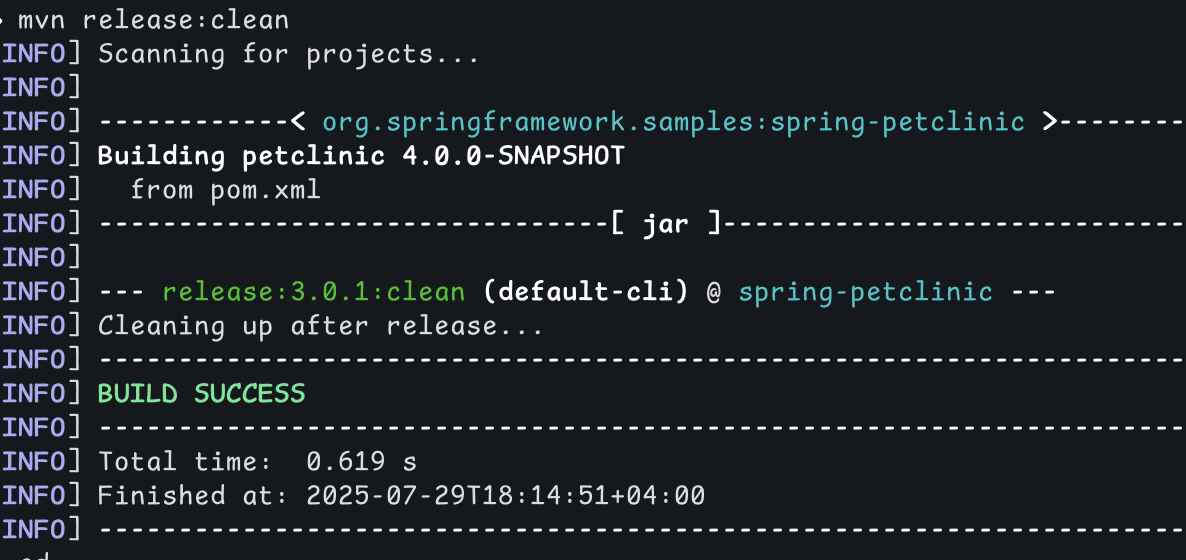 mvn release:clean
INFO] Scanning for projects...
INFO]
INFO] ------------< org.springframework.samples:spring-petclinic >--------
INFO] Building petclinic 4.0.0-SNAPSHOT
INFO]   from pom.xml
INFO] --------------------------------[ jar ]-----------------------------
INFO]
INFO] --- release:3.0.1:clean (default-cli) @ spring-petclinic ---
INFO] Cleaning up after release...
INFO] --------------------------------------------------------------------
INFO] BUILD SUCCESS
INFO] --------------------------------------------------------------------
INFO] Total time:  0.619 s
INFO] Finished at: 2025-07-29T18:14:51+04:00
INFO] --------------------------------------------------------------------